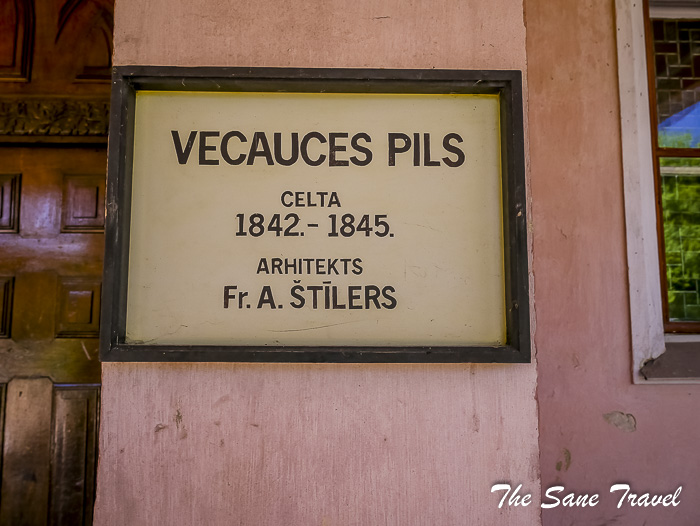 VECAUCES PILS
CELTA
1842.- 1845.
ARHITEKTS
Fr. A. ŠTĪLERS
The Sane Travel